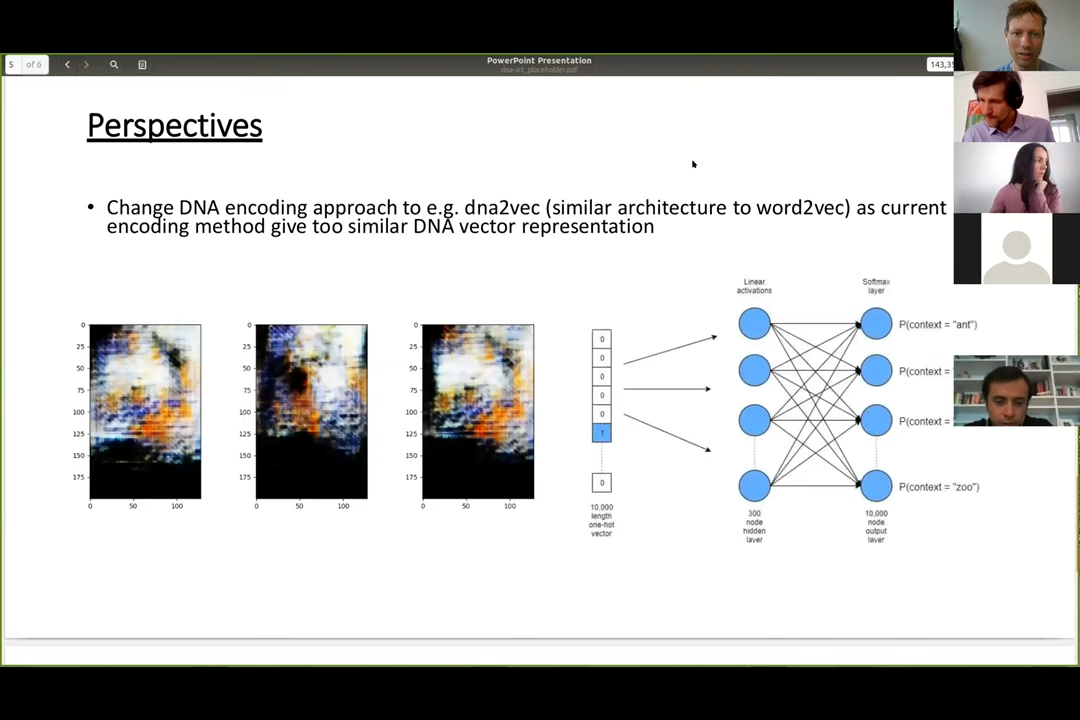 5 of 6
PowerPoint Presentation
dna-art_placeholder.pdf
Perspectives
• Change DNA encoding approach to e.g. dna2vec (similar architecture to word2vec) as current
encoding method give too similar DNA vector representation
0
25
50
75
100
125
150
175
0 50 100
0
25
50
75
100
125
150
175
0 50 100
0
25
50
75
100
125
150
175
0 50 100
0
0
0
0
0
1
0
10,000
length
one-hot
vector
Linear
activations
300
node
hidden
layer
Softmax
layer
10,000
node
output
layer
P(context = "ant")
P(context =
P(context =
P(context = "zoo")